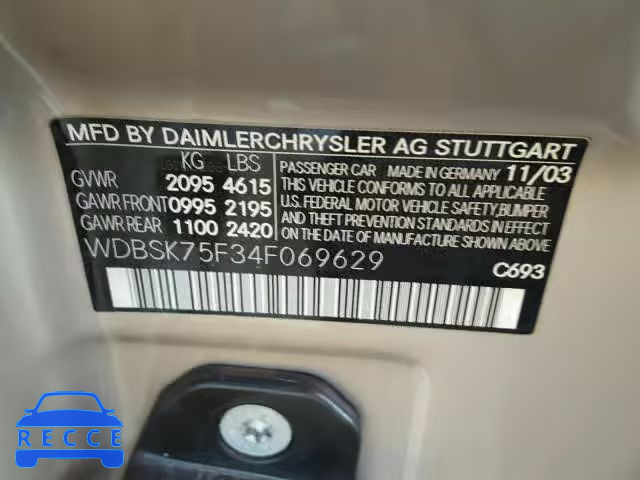 MFD BY DAIMLERCHRYSLER AG STUTTGART
KG LBS
GVWR 2095 4615
GAWR FRONT 0995 2195
GAWR REAR 1100 2420
PASSENGER CAR MADE IN GERMANY 11/03
THIS VEHICLE CONFORMS TO ALL APPLICABLE
U.S. FEDERAL MOTOR VEHICLE SAFETY, BUMPER
AND THEFT PREVENTION STANDARDS IN EFFECT
ON THE DATE OF MANUFACTURE SHOWN ABOVE
WDBSK75F34F069629
C693
RECCE